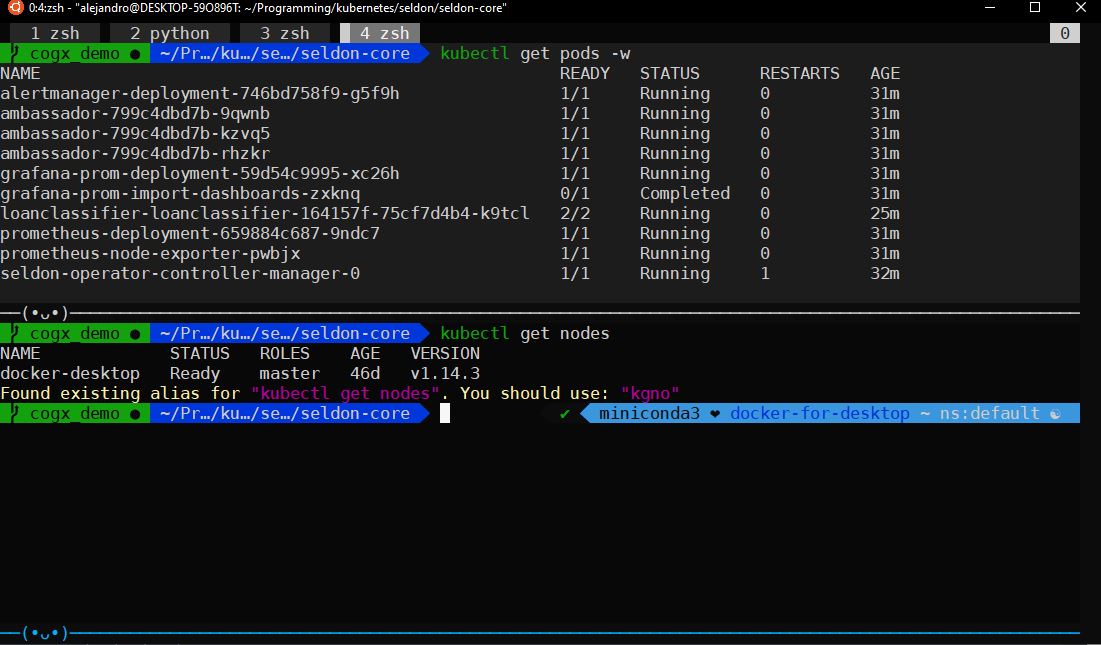 0:4:zsh - "alejandro@DESKTOP-59O896T: ~/Programming/kubernetes/seldon/seldon-core"
1 zsh 2 python 3 zsh 4 zsh 0
cogx_demo ● ~/Pr…/ku…/se…/seldon-core kubectl get pods -w
NAME READY STATUS RESTARTS AGE
alertmanager-deployment-746bd758f9-g5f9h 1/1 Running 0 31m
ambassador-799c4dbd7b-9qwnb 1/1 Running 0 31m
ambassador-799c4dbd7b-kzvq5 1/1 Running 0 31m
ambassador-799c4dbd7b-rhzkr 1/1 Running 0 31m
grafana-prom-deployment-59d54c9995-xc26h 1/1 Running 0 31m
grafana-prom-import-dashboards-zxknq 0/1 Completed 0 31m
loanclassifier-loanclassifier-164157f-75cf7d4b4-k9tcl 2/2 Running 0 25m
prometheus-deployment-659884c687-9ndc7 1/1 Running 0 31m
prometheus-node-exporter-pwbjx 1/1 Running 0 31m
seldon-operator-controller-manager-0 1/1 Running 1 32m
(•ᴗ•)
cogx_demo ● ~/Pr…/ku…/se…/seldon-core kubectl get nodes
NAME STATUS ROLES AGE VERSION
docker-desktop Ready master 46d v1.14.3
Found existing alias for "kubectl get nodes". You should use: "kgno"
cogx_demo ● ~/Pr…/ku…/se…/seldon-core ✔ miniconda3 ❤ docker-for-desktop ~ ns:default ☯
(•ᴗ•)